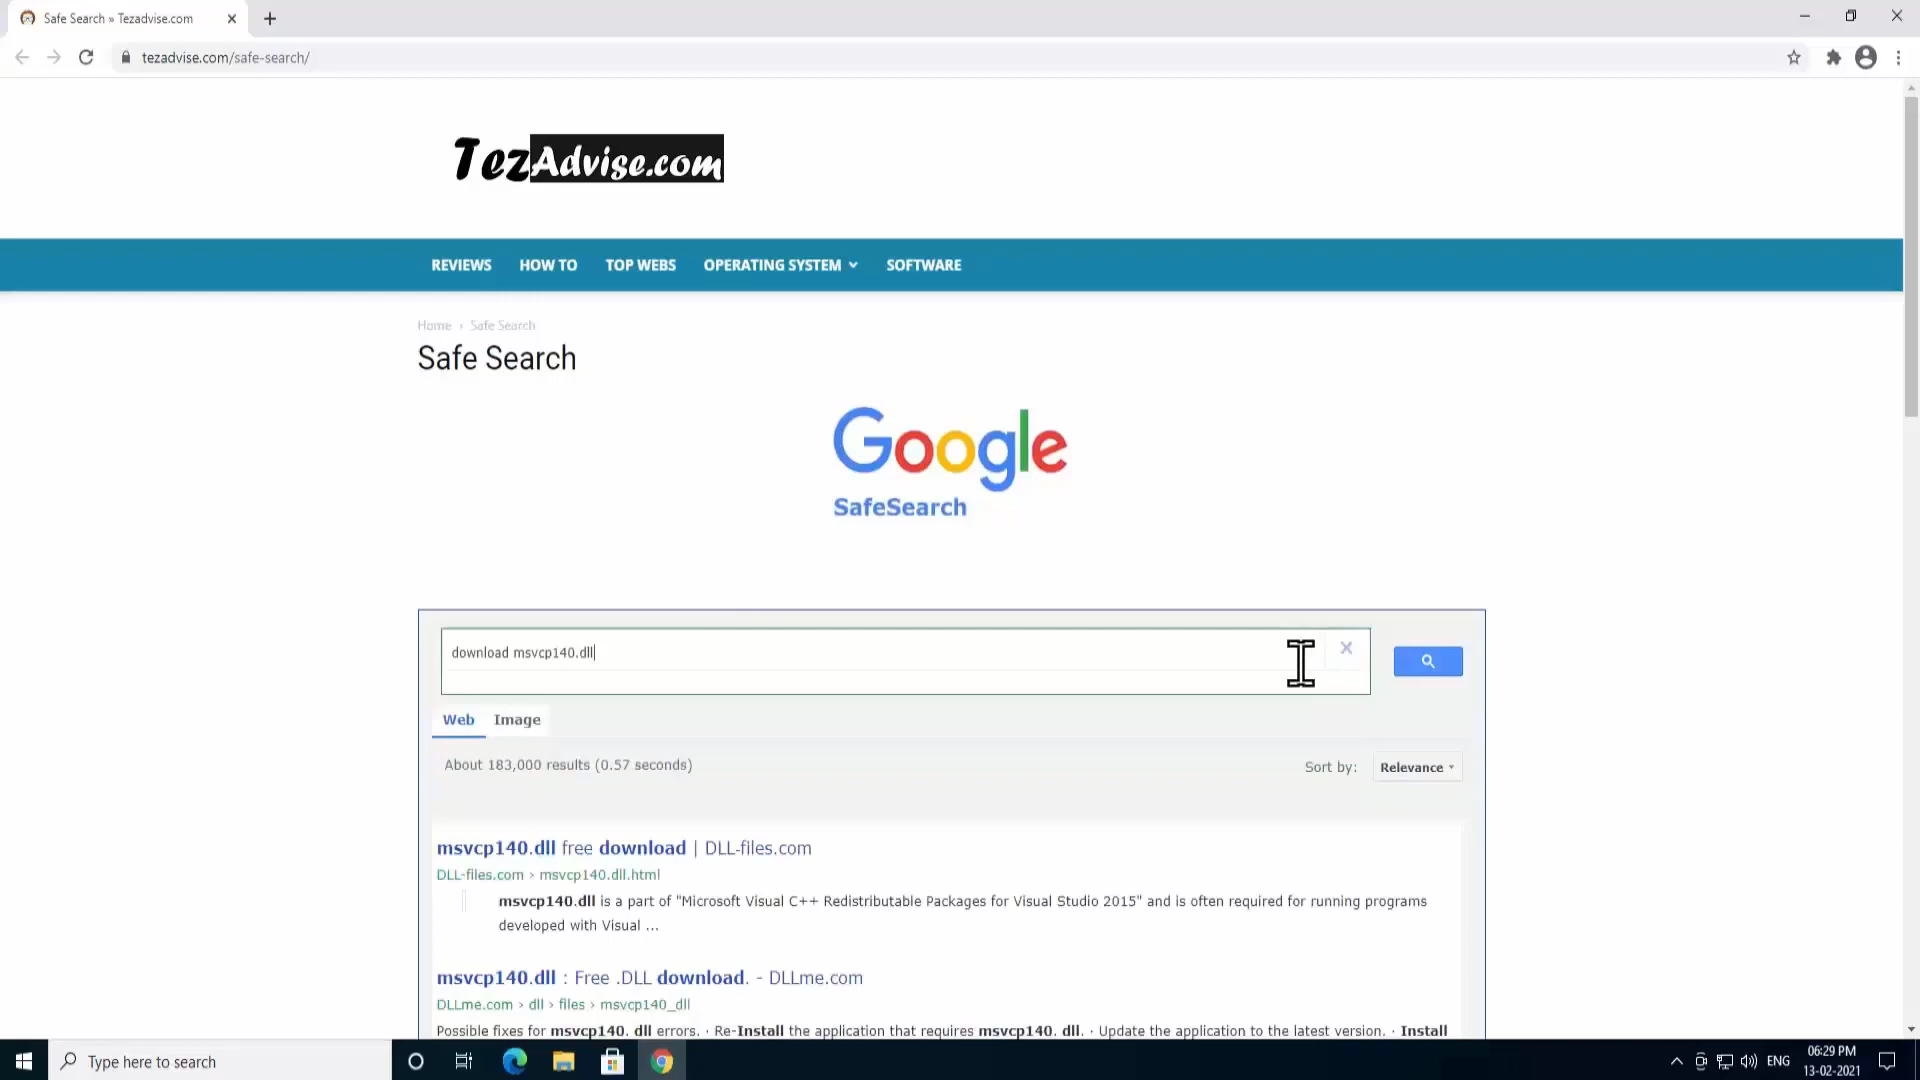 Safe Search » Tezadvise.com
tezadvise.com/safe-search/
TezAdvise.com
REVIEWS HOW TO TOP WEBS OPERATING SYSTEM SOFTWARE
Home › Safe Search
Safe Search
Google
SafeSearch
download msvcp140.dll
Web Image
About 183,000 results (0.57 seconds)
Sort by: Relevance
msvcp140.dll free download | DLL-files.com
DLL-files.com › msvcp140.dll.html
msvcp140.dll is a part of "Microsoft Visual C++ Redistributable Packages for Visual Studio 2015" and is often required for running programs
developed with Visual ...
msvcp140.dll : Free .DLL download. - DLLme.com
DLLme.com › dll › files › msvcp140_dll
Possible fixes for msvcp140. dll errors. · Re-Install the application that requires msvcp140. dll. · Update the application to the latest version. · Install
Type here to search
ENG
06:29 PM
13-02-2021